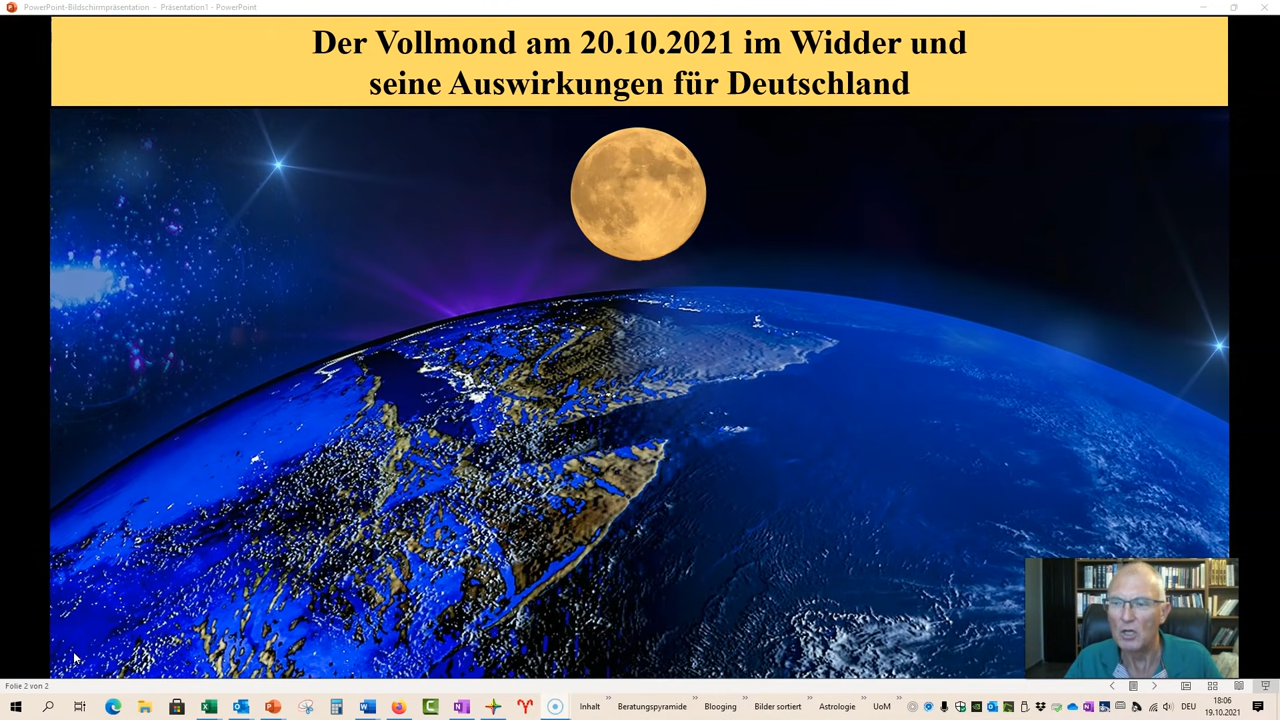 PowerPoint-Bildschirmpräsentation - Präsentation1 - PowerPoint
Der Vollmond am 20.10.2021 im Widder und
seine Auswirkungen für Deutschland
Folie 2 von 2
Inhalt
Beratungspyramide
Blooging
Bilder sortiert
Astrologie
UoM
DEU
18:06
19.10.2021